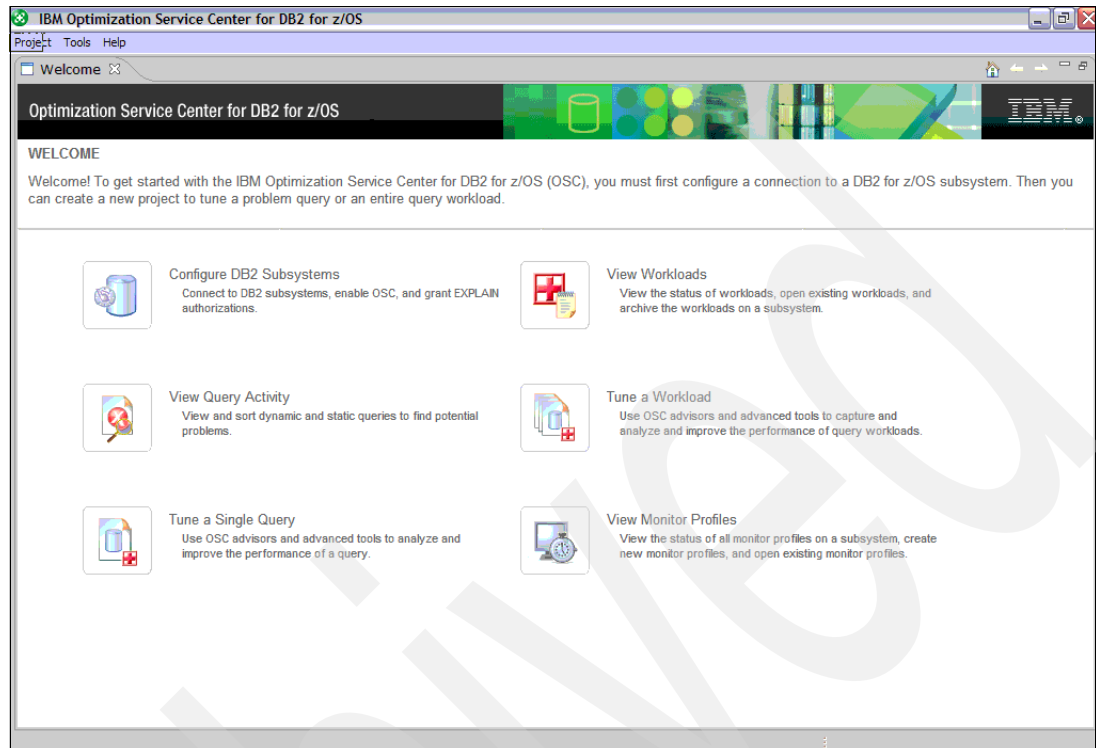 IBM Optimization Service Center for DB2 for z/OS
Project Tools Help
Welcome
Optimization Service Center for DB2 for z/OS
IBM
WELCOME
Welcome! To get started with the IBM Optimization Service Center for DB2 for z/OS (OSC), you must first configure a connection to a DB2 for z/OS subsystem. Then you
can create a new project to tune a problem query or an entire query workload.
Configure DB2 Subsystems
Connect to DB2 subsystems, enable OSC, and grant EXPLAIN
authorizations.
View Workloads
View the status of workloads, open existing workloads, and
archive the workloads on a subsystem.
View Query Activity
View and sort dynamic and static queries to find potential
problems.
Tune a Workload
Use OSC advisors and advanced tools to capture and
analyze and improve the performance of query workloads.
Tune a Single Query
Use OSC advisors and advanced tools to analyze and
improve the performance of a query.
View Monitor Profiles
View the status of all monitor profiles on a subsystem, create
new monitor profiles, and open existing monitor profiles.